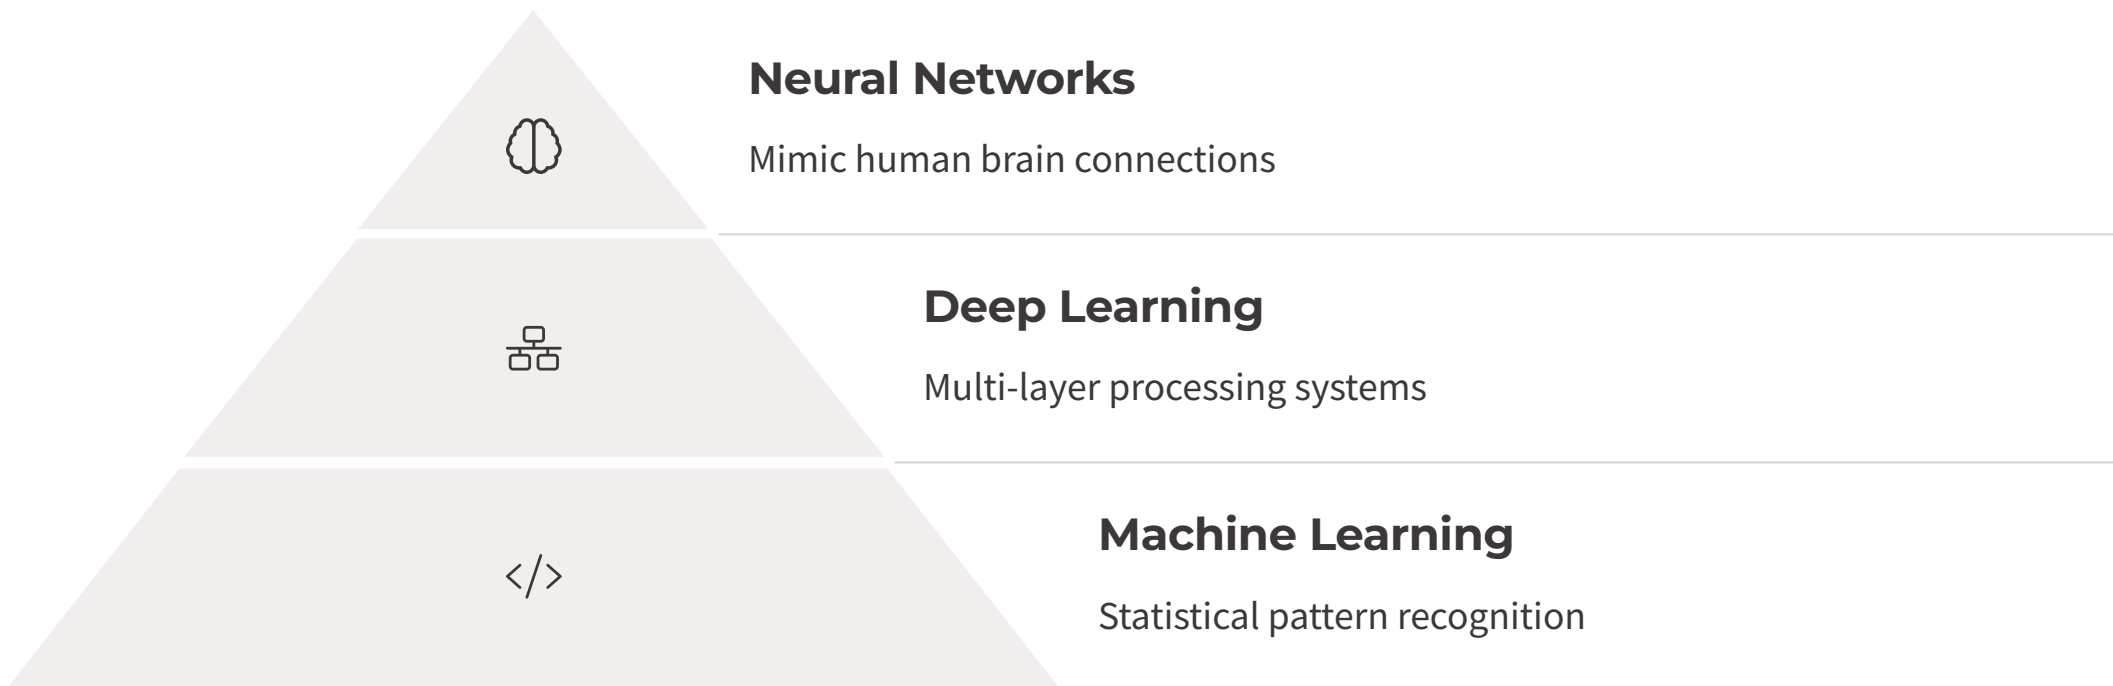 Neural Networks
Mimic human brain connections
Deep Learning
Multi-layer processing systems
Machine Learning
Statistical pattern recognition